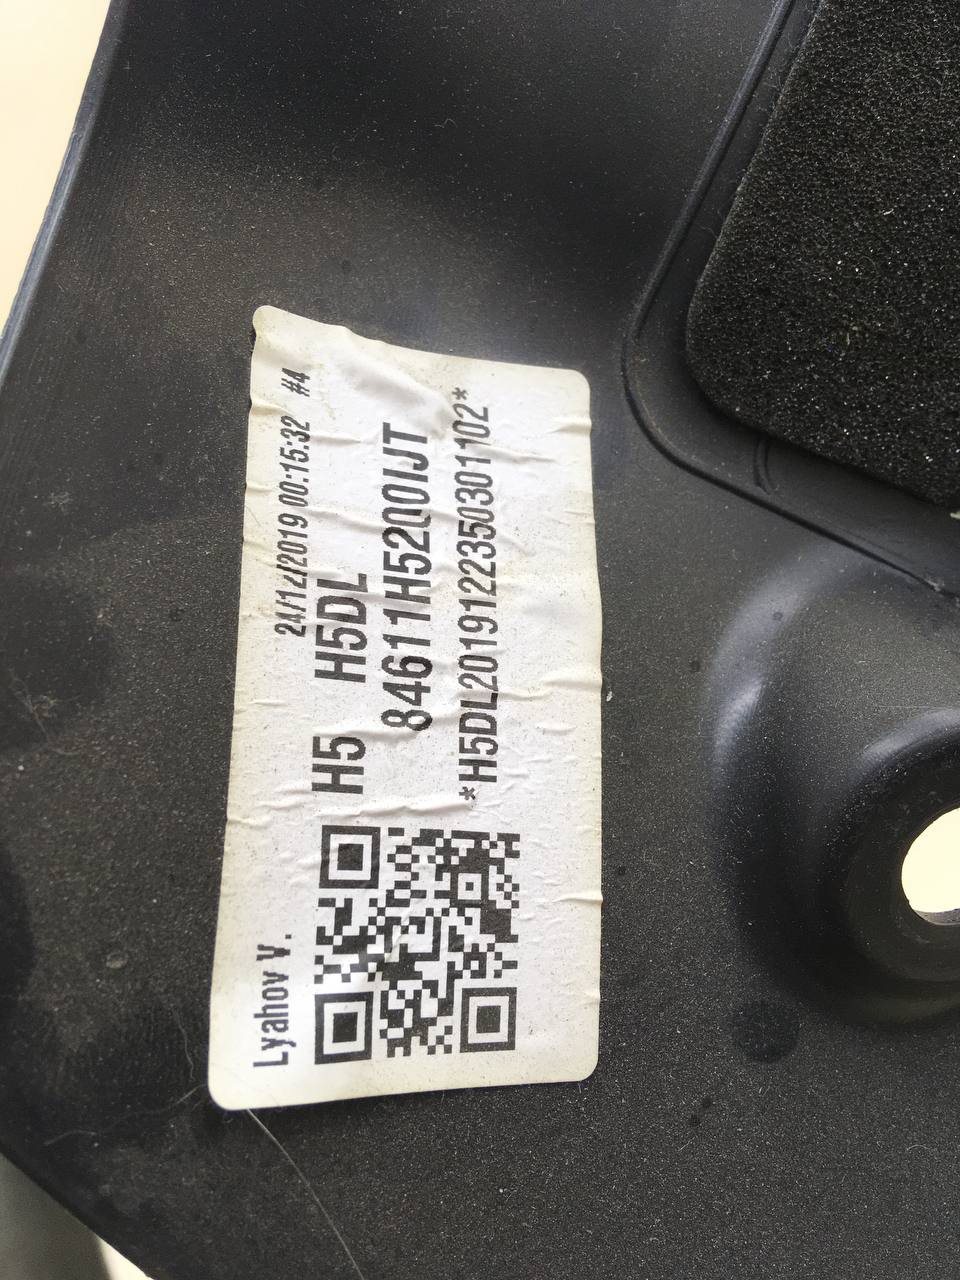 Lyahov V.
24/12/2019 00:15:32 #4
H5 H5DL
84611H5200IJT
*H5DL2019122350301102*